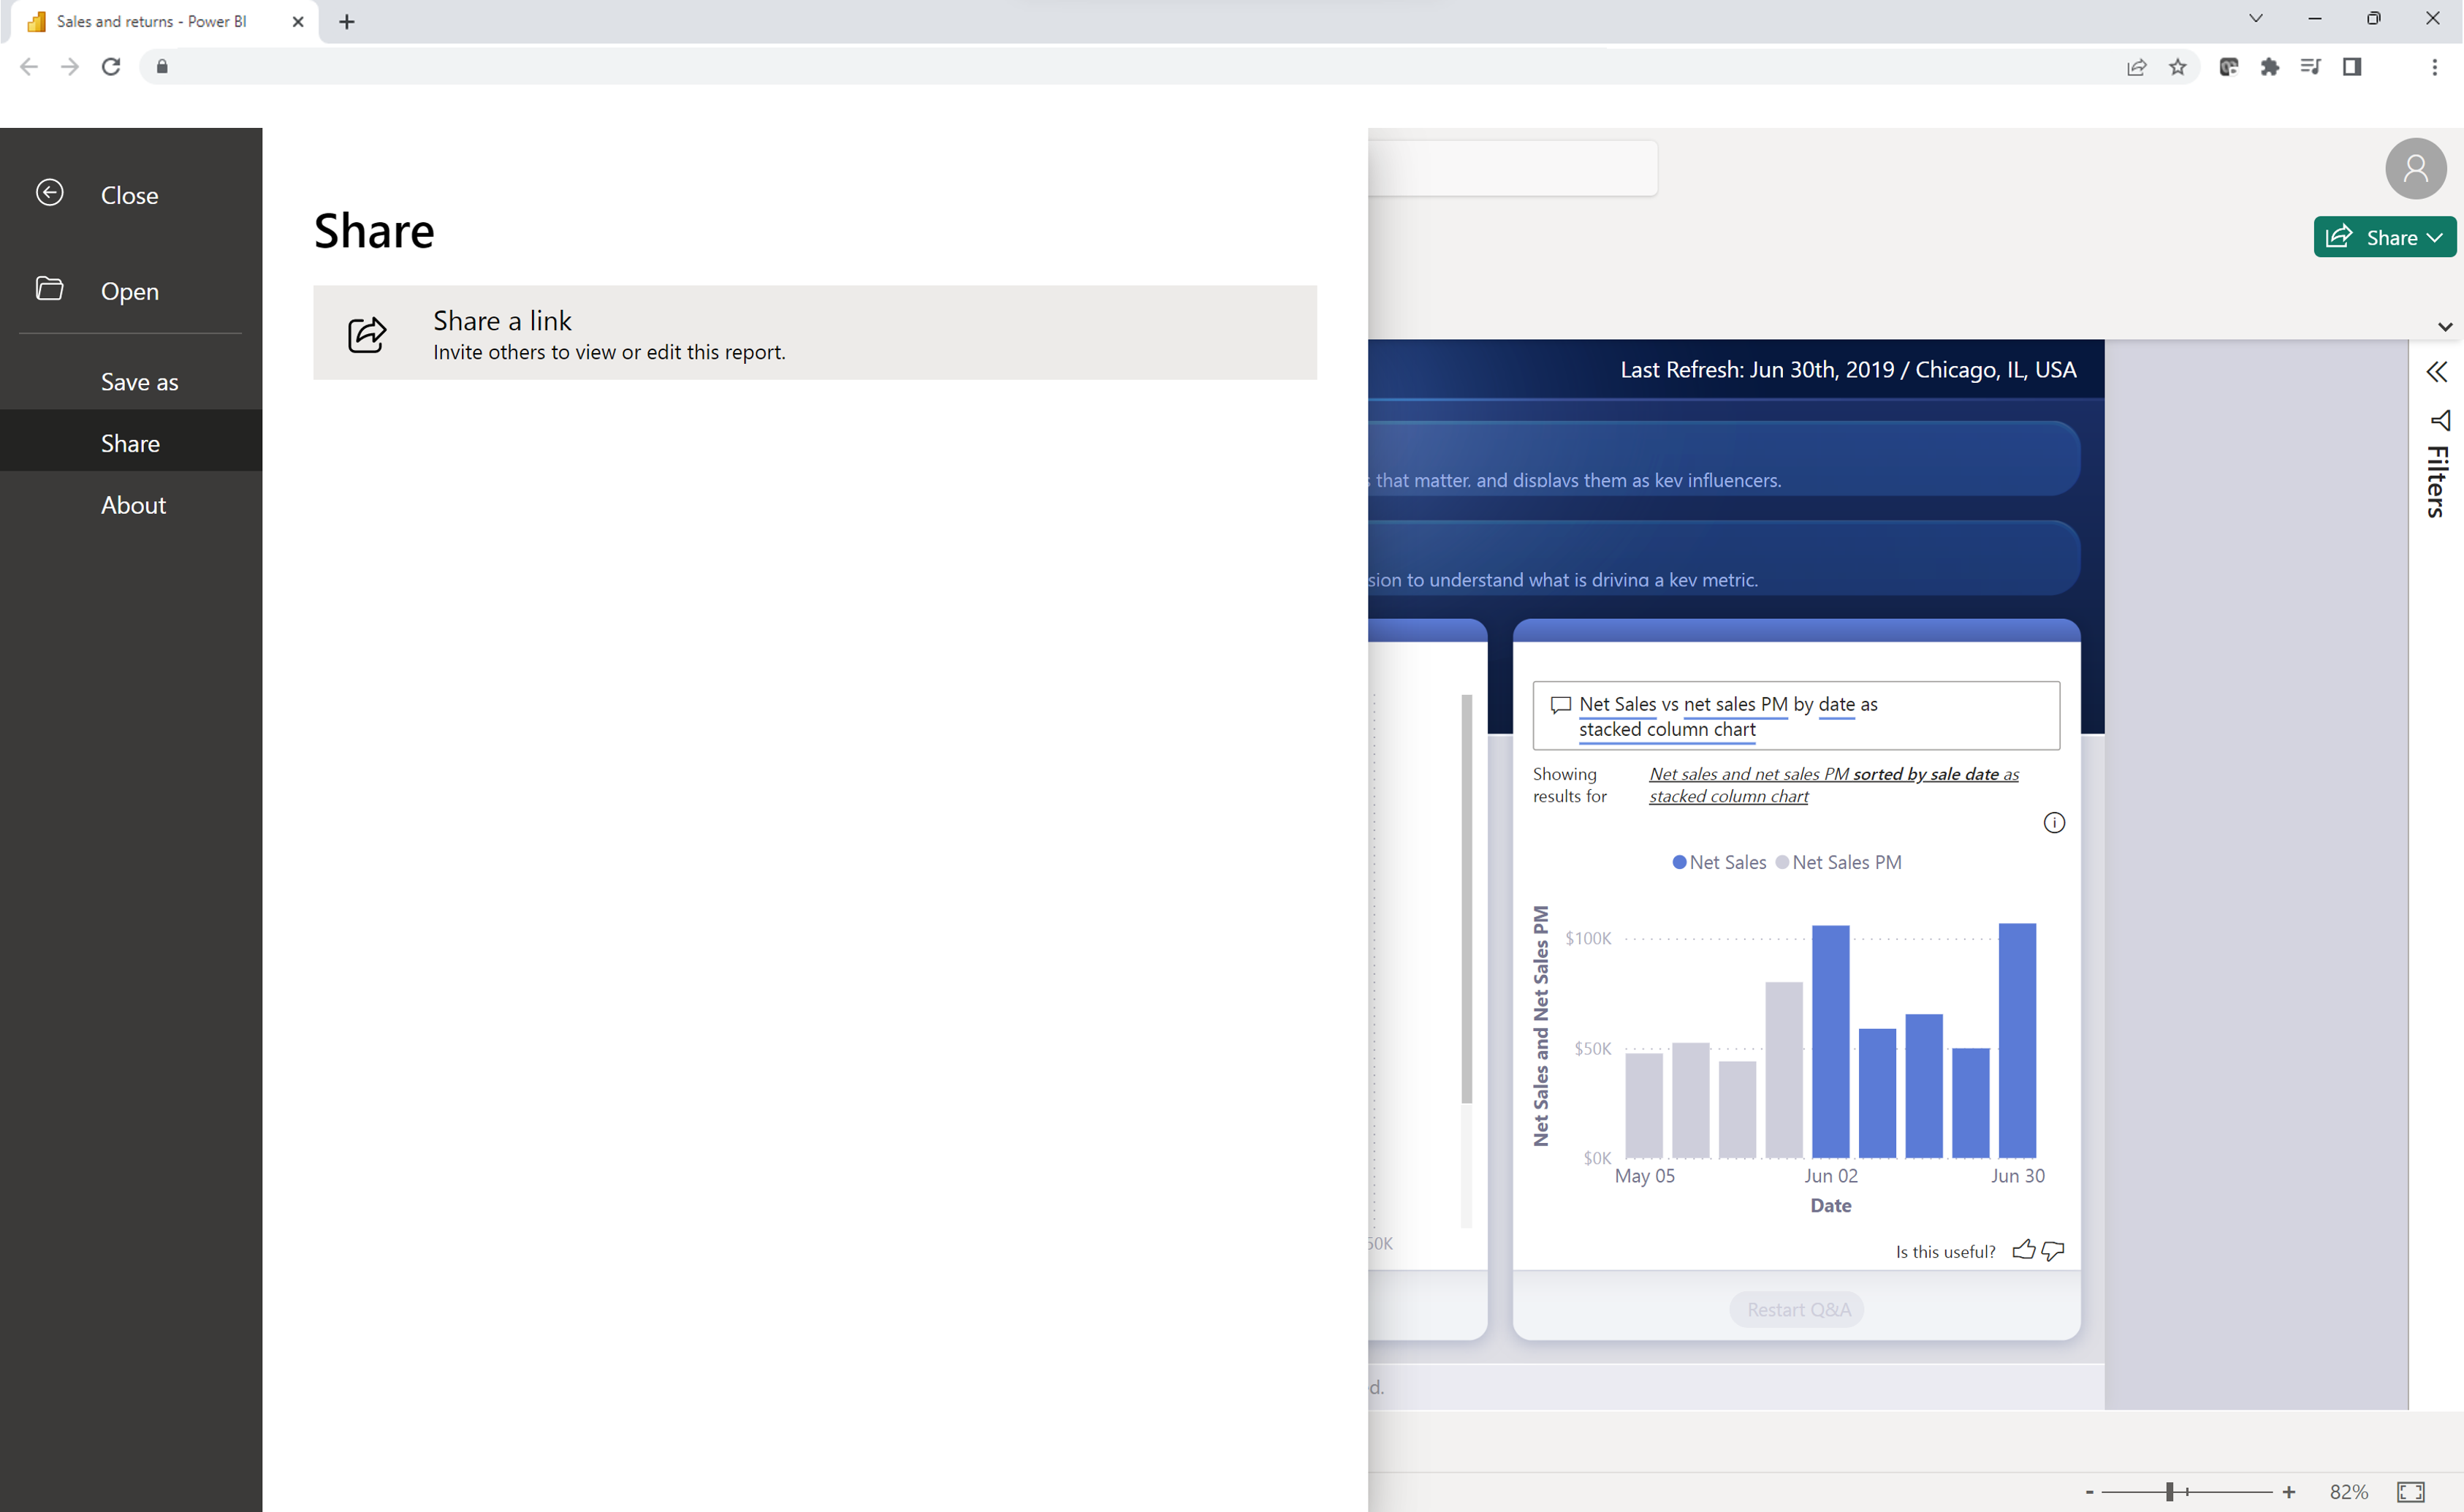 Sales and returns - Power BI
Close
Open
Save as
Share
About
Share
Share a link
Invite others to view or edit this report.
Share
Last Refresh: Jun 30th, 2019 / Chicago, IL, USA
that matter, and displays them as key influencers.
sion to understand what is driving a key metric.
Filters
Net Sales vs net sales PM by date as
stacked column chart
Showing
results for
Net sales and net sales PM sorted by sale date as
stacked column chart
Net Sales
Net Sales PM
Net Sales and Net Sales PM
$100K
$50K
$0K
May 05
Jun 02
Jun 30
Date
Is this useful?
Restart Q&A
0K
d.
- + 82%